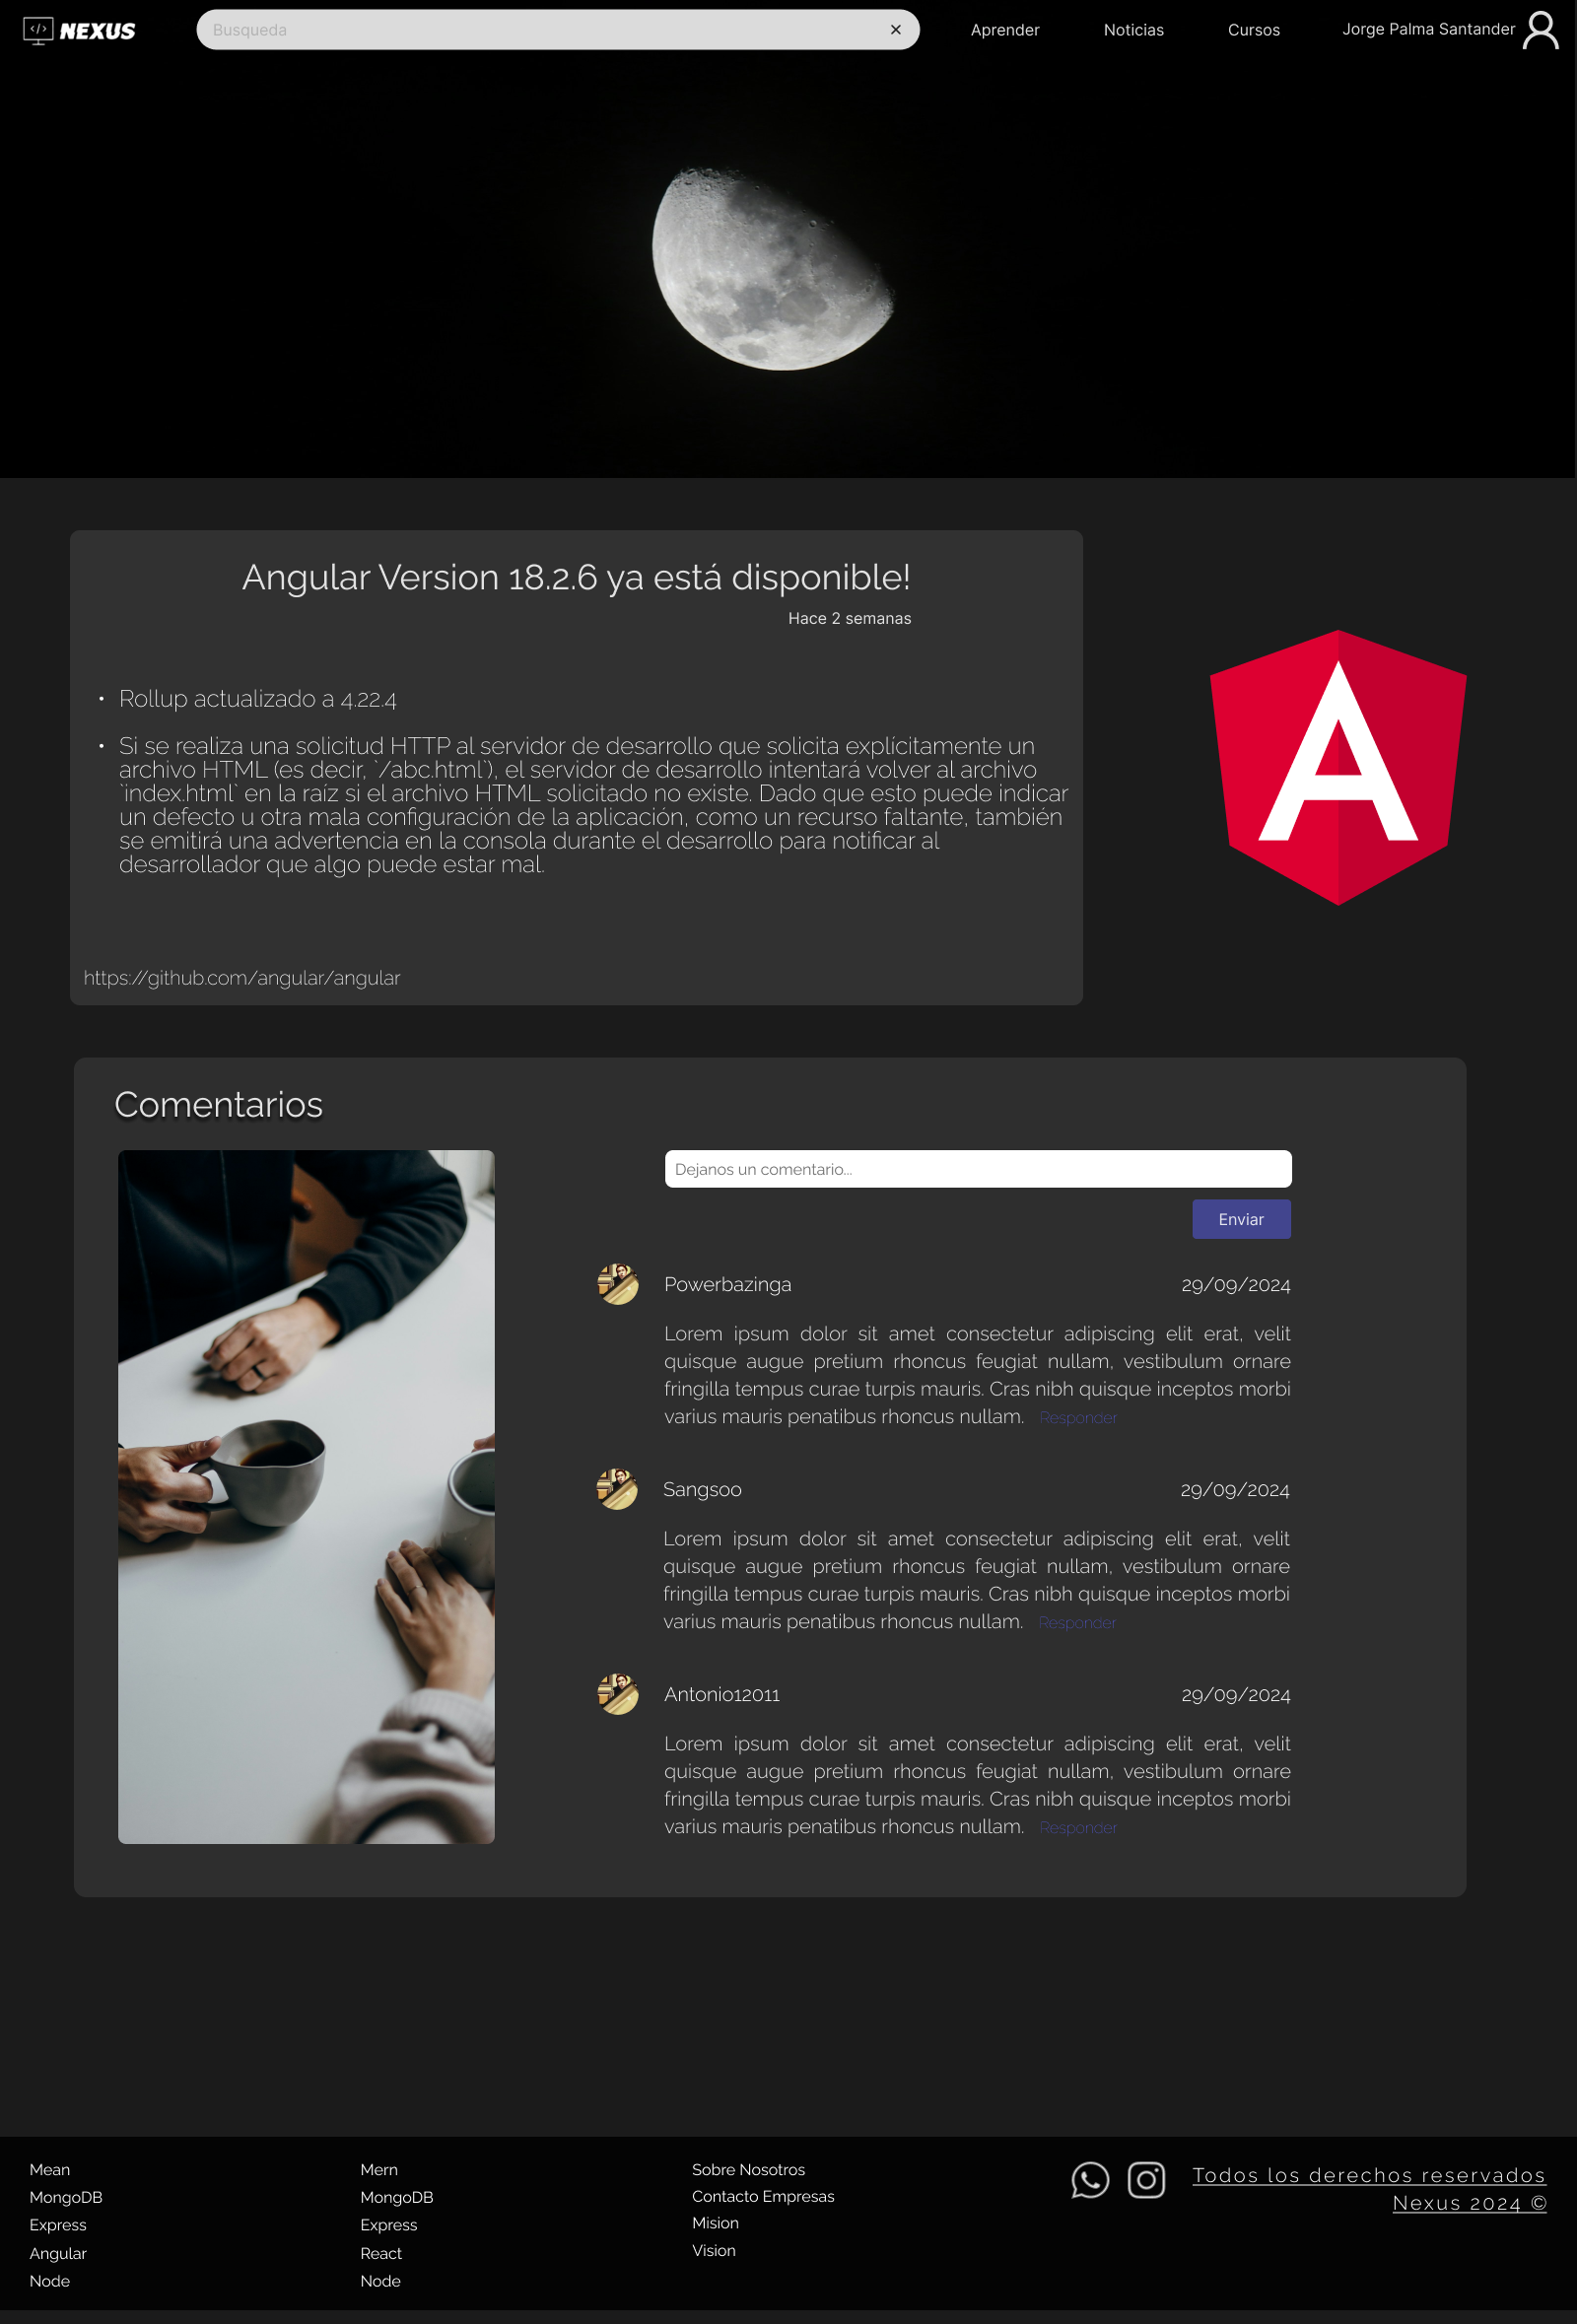 </> NEXUS
Busqueda ×
Aprender
Noticias
Cursos
Jorge Palma Santander
Angular Version 18.2.6 ya está disponible!
Hace 2 semanas
• Rollup actualizado a 4.22.4
• Si se realiza una solicitud HTTP al servidor de desarrollo que solicita explícitamente un
archivo HTML (es decir, `/abc.html`), el servidor de desarrollo intentará volver al archivo
`index.html` en la raíz si el archivo HTML solicitado no existe. Dado que esto puede indicar
un defecto u otra mala configuración de la aplicación, como un recurso faltante, también
se emitirá una advertencia en la consola durante el desarrollo para notificar al
desarrollador que algo puede estar mal.
https://github.com/angular/angular
A
Comentarios
Dejanos un comentario...
Enviar
Powerbazinga 29/09/2024
Lorem ipsum dolor sit amet consectetur adipiscing elit erat, velit
quisque augue pretium rhoncus feugiat nullam, vestibulum ornare
fringilla tempus curae turpis mauris. Cras nibh quisque inceptos morbi
varius mauris penatibus rhoncus nullam. Responder
Sangsoo 29/09/2024
Lorem ipsum dolor sit amet consectetur adipiscing elit erat, velit
quisque augue pretium rhoncus feugiat nullam, vestibulum ornare
fringilla tempus curae turpis mauris. Cras nibh quisque inceptos morbi
varius mauris penatibus rhoncus nullam. Responder
Antonio12011 29/09/2024
Lorem ipsum dolor sit amet consectetur adipiscing elit erat, velit
quisque augue pretium rhoncus feugiat nullam, vestibulum ornare
fringilla tempus curae turpis mauris. Cras nibh quisque inceptos morbi
varius mauris penatibus rhoncus nullam. Responder
Mean
MongoDB
Express
Angular
Node
Mern
MongoDB
Express
React
Node
Sobre Nosotros
Contacto Empresas
Mision
Vision
Todos los derechos reservados
Nexus 2024 ©